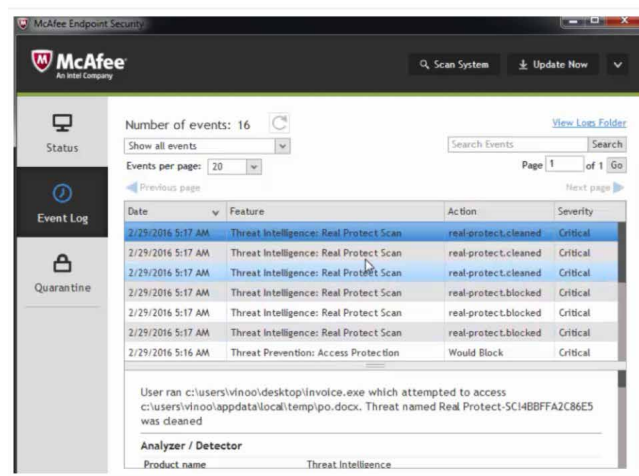 McAfee Endpoint Security
McAfee
An Intel Company
Scan System
Update Now
Status
Event Log
Quarantine
Number of events: 16
View Logs Folder
Show all events
Search Events
Search
Events per page: 20
Page 1 of 1 Go
Previous page
Next page
Date Feature Action Severity
2/29/2016 5:17 AM Threat Intelligence: Real Protect Scan real-protect.cleaned Critical
2/29/2016 5:17 AM Threat Intelligence: Real Protect Scan real-protect.cleaned Critical
2/29/2016 5:17 AM Threat Intelligence: Real Protect Scan real-protect.cleaned Critical
2/29/2016 5:17 AM Threat Intelligence: Real Protect Scan real-protect.blocked Critical
2/29/2016 5:17 AM Threat Intelligence: Real Protect Scan real-protect.blocked Critical
2/29/2016 5:17 AM Threat Intelligence: Real Protect Scan real-protect.blocked Critical
2/29/2016 5:16 AM Threat Prevention: Access Protection Would Block Critical
User ran c:\users\vinoo\desktop\invoice.exe which attempted to access
c:\users\vinoo\appdata\local\temp\po.docx. Threat named Real Protect-SCI4BBFFA2C86E5
was cleaned
Analyzer / Detector
Product name Threat Intelligence